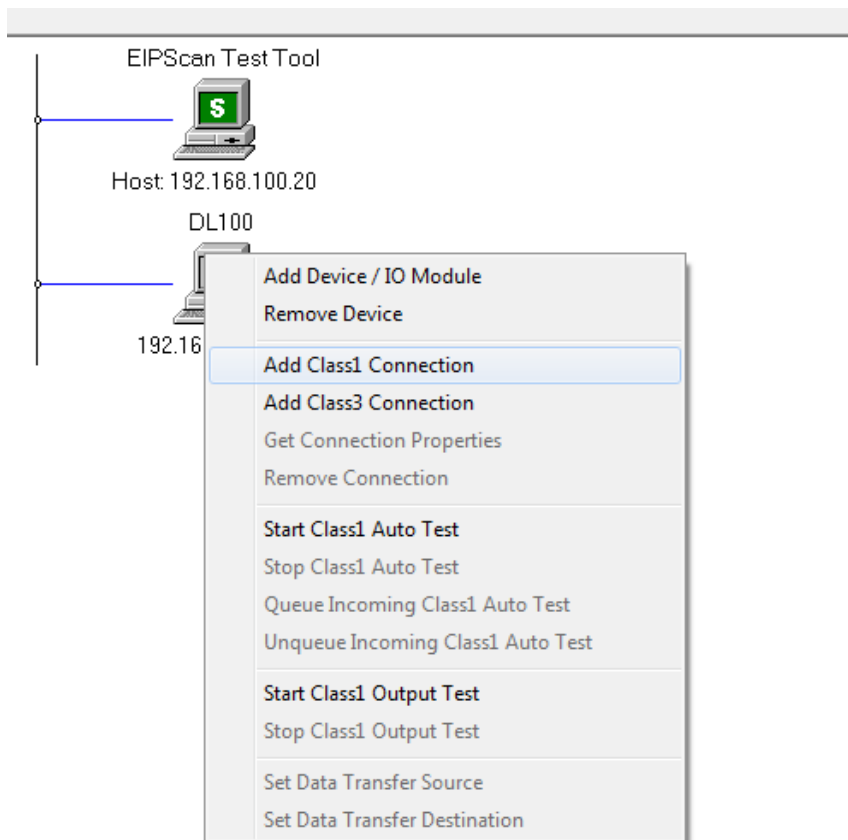 EIPScan Test Tool
S
Host: 192.168.100.20
DL100
192.16
Add Device / IO Module
Remove Device
Add Class1 Connection
Add Class3 Connection
Get Connection Properties
Remove Connection
Start Class1 Auto Test
Stop Class1 Auto Test
Queue Incoming Class1 Auto Test
Unqueue Incoming Class1 Auto Test
Start Class1 Output Test
Stop Class1 Output Test
Set Data Transfer Source
Set Data Transfer Destination